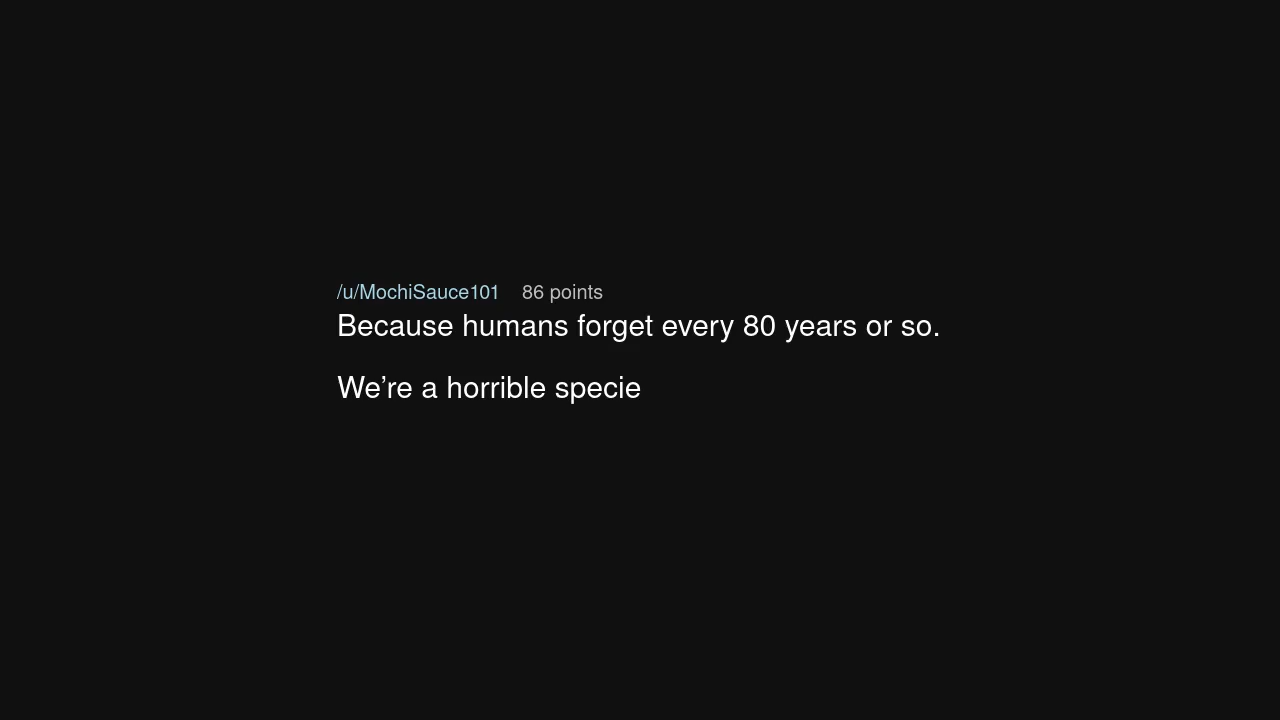 /u/MochiSauce101 86 points
Because humans forget every 80 years or so.
We’re a horrible specie